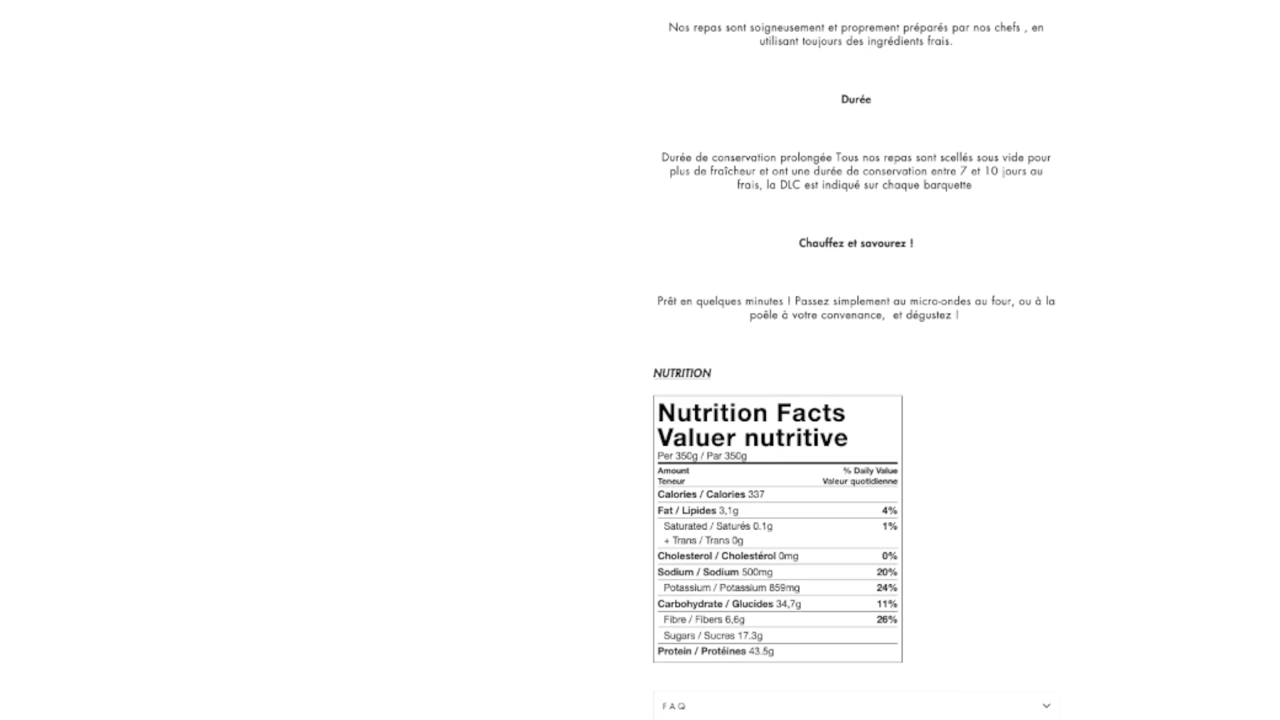 Nos repas sont soigneusement et proprement préparés par nos chefs , en
utilisant toujours des ingrédients frais.
Durée
Durée de conservation prolongée Tous nos repas sont scellés sous vide pour
plus de fraîcheur et ont une durée de conservation entre 7 et 10 jours au
frais, la DLC est indiqué sur chaque barquette
Chauffez et savourez !
Prêt en quelques minutes ! Passez simplement au micro-ondes au four, ou à la
poêle à votre convenance, et dégustez !
NUTRITION
Nutrition Facts
Valuer nutritive
Per 350g / Par 350g
Amount % Daily Value
Teneur Valeur quotidienne
Calories / Calories 337
Fat / Lipides 3,1g 4%
Saturated / Saturés 0.1g 1%
+ Trans / Trans 0g
Cholesterol / Cholestérol 0mg 0%
Sodium / Sodium 500mg 20%
Potassium / Potassium 859mg 24%
Carbohydrate / Glucides 34,7g 11%
Fibre / Fibers 6,6g 26%
Sugars / Sucres 17.3g
Protein / Protéines 43.5g
FAQ